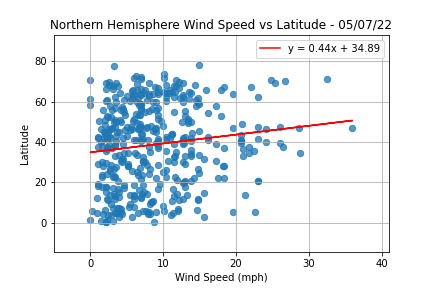 Northern Hemisphere Wind Speed vs Latitude - 05/07/22
y = 0.44x + 34.89
80
60
40
20
0
Latitude
0 10 20 30 40
Wind Speed (mph)